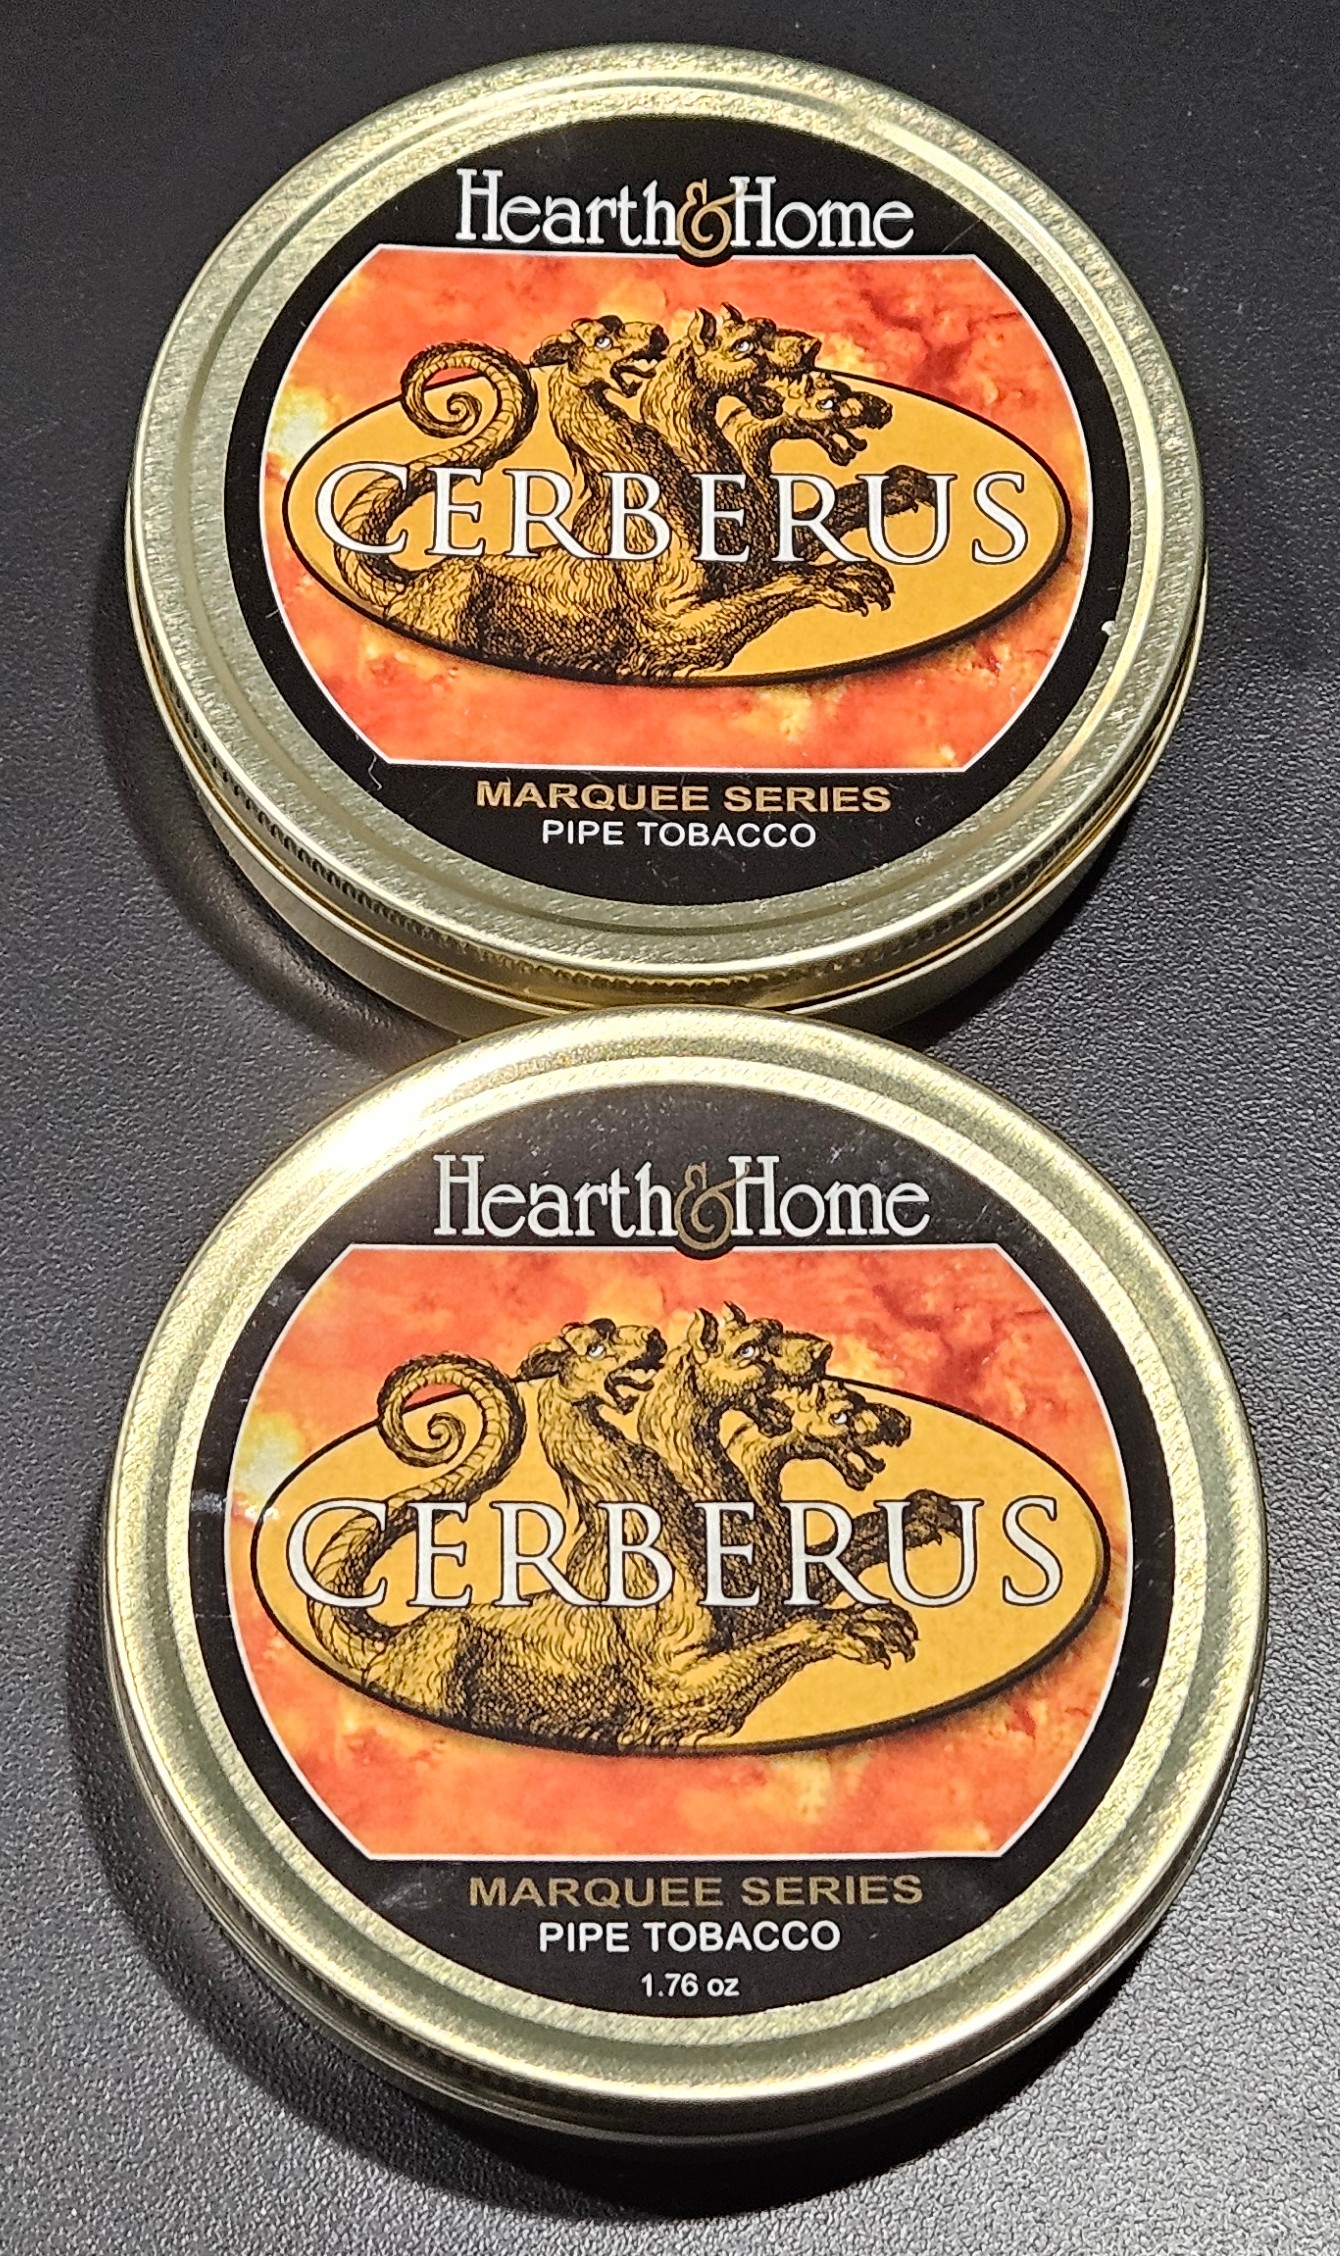 Hearth & Home
CERBERUS
MARQUEE SERIES
PIPE TOBACCO
Hearth & Home
CERBERUS
MARQUEE SERIES
PIPE TOBACCO
1.76 oz